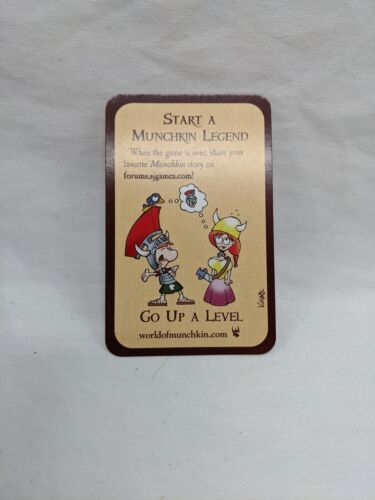 START A
MUNCHKIN LEGEND
When the game is over, share your
favorite Munchkin story on
forums.sjgames.com!
GO UP A LEVEL
worldofmunchkin.com